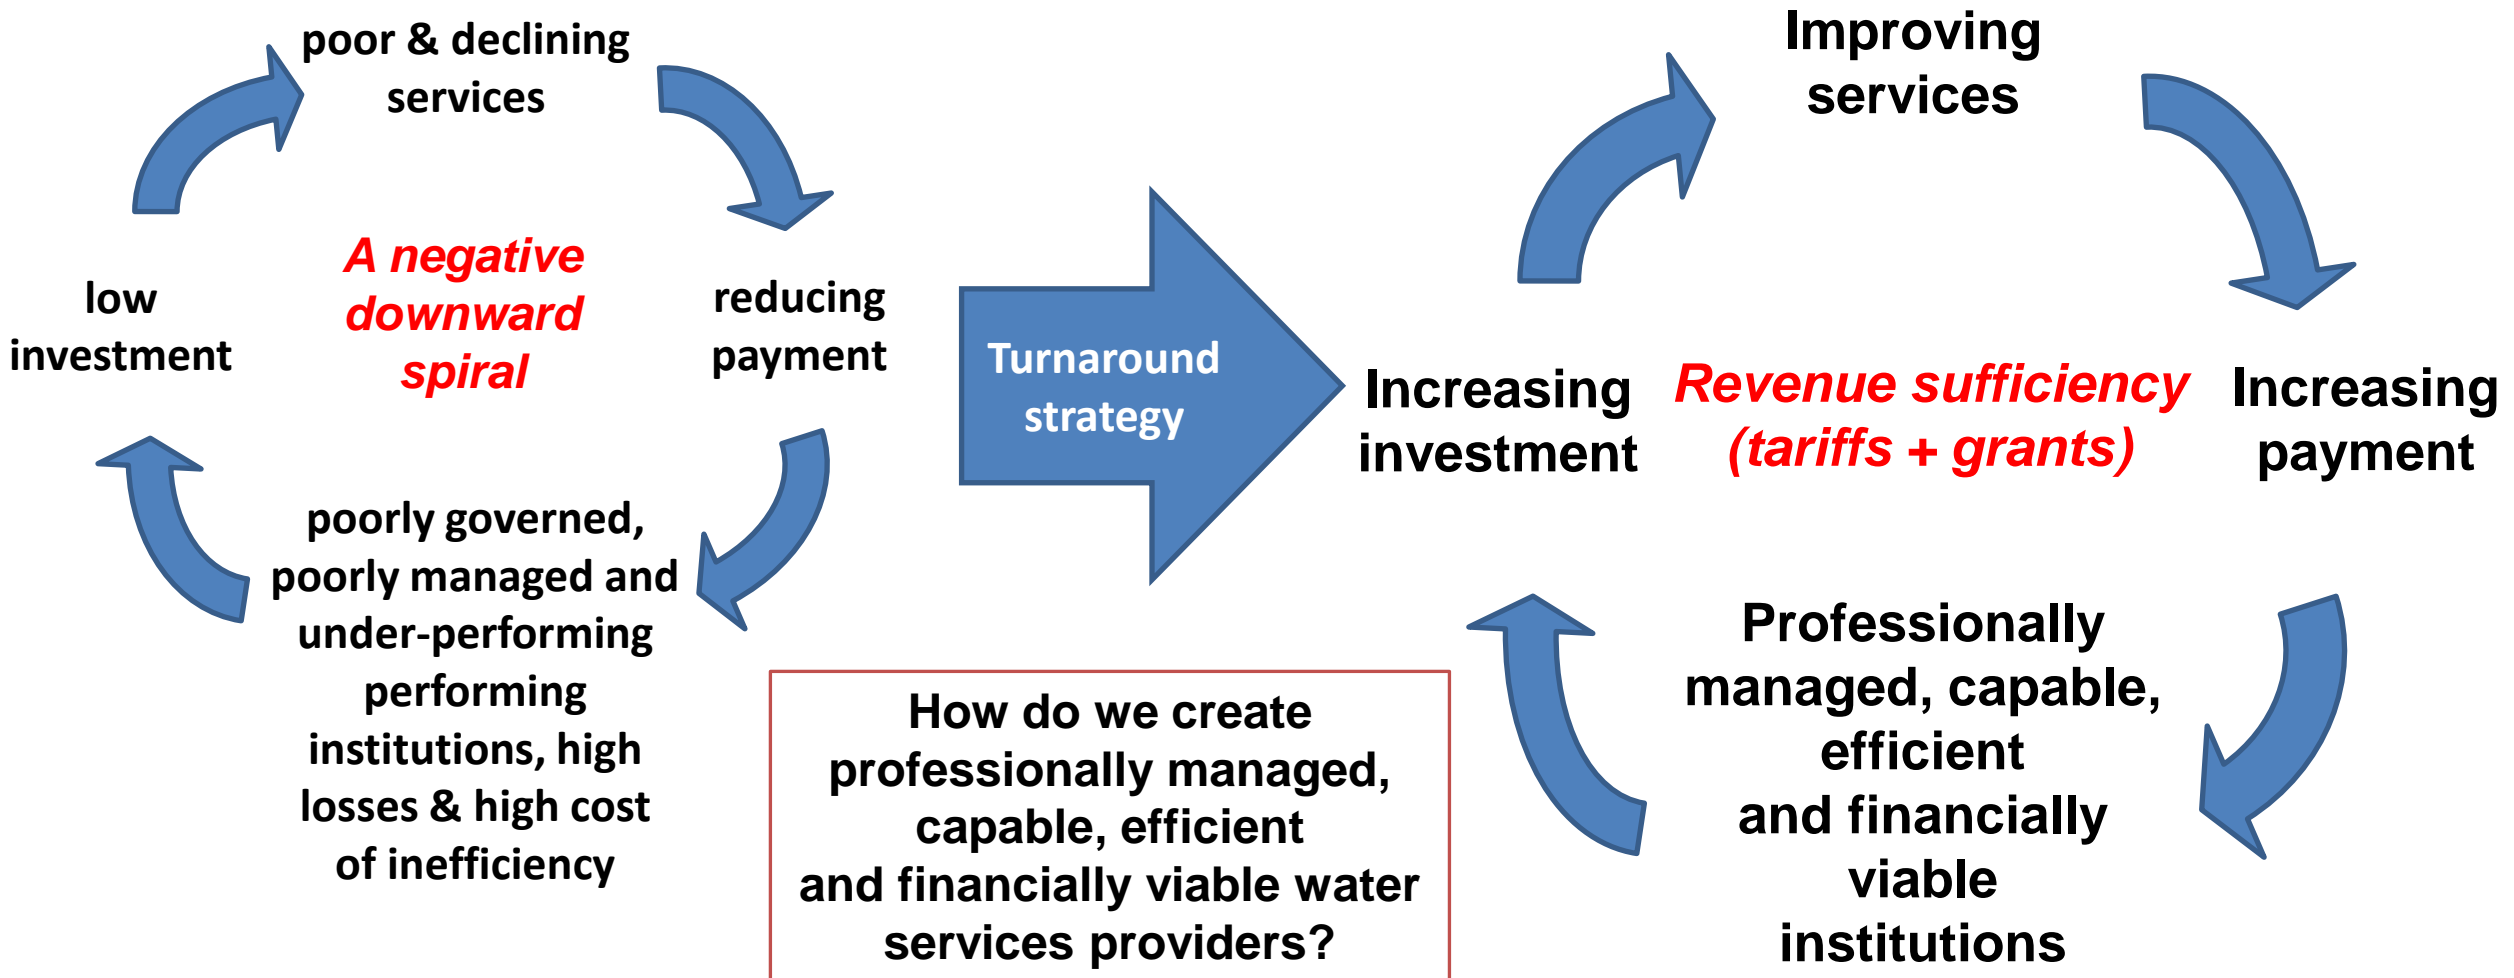 poor & declining
services
A negative
downward
spiral
low
investment
reducing
payment
poorly governed,
poorly managed and
under-performing
performing
institutions, high
losses & high cost
of inefficiency
Turnaround
strategy
How do we create
professionally managed,
capable, efficient
and financially viable water
services providers?
Improving
services
Increasing
investment
Revenue sufficiency
(tariffs + grants)
Increasing
payment
Professionally
managed, capable,
efficient
and financially
viable
institutions